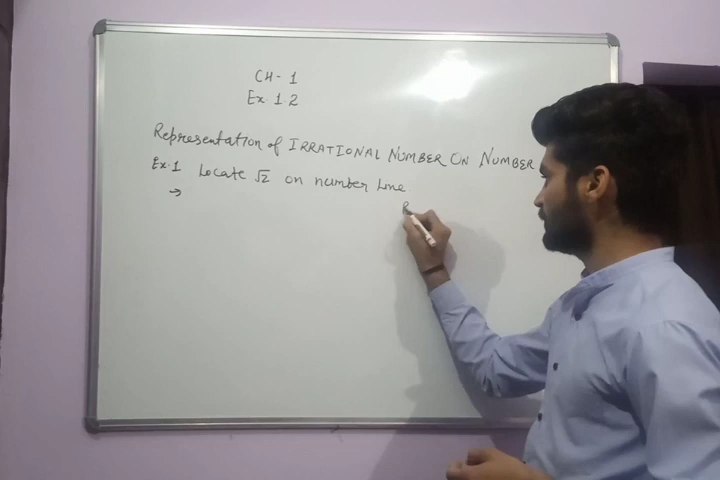 CH - 1
Ex. 1.2
Representation of IRRATIONAL NUMBER ON NUMBER
Ex. 1 Locate √2 on number Line
→